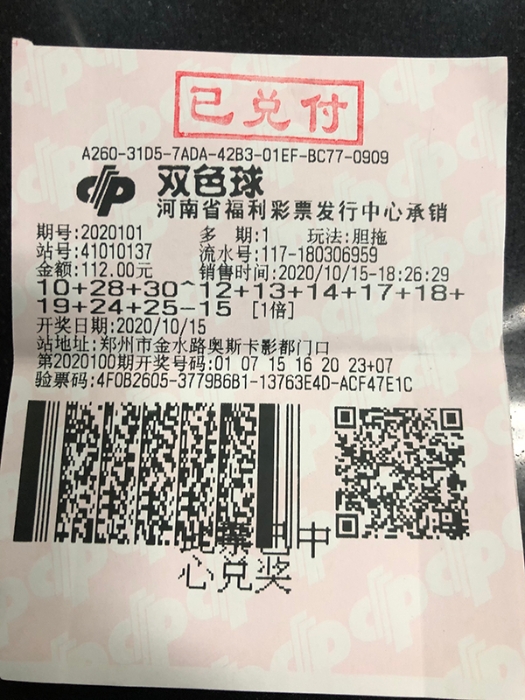 已兑付
A260-31D5-7ADA-42B3-01EF-BC77-0909
双色球
河南省福利彩票发行中心承销
期号:2020101 多 期:1 玩法:胆拖
站号:41010137 流水号:117-180306959
金额:112.00元 销售时间:2020/10/15-18:26:29
10+28+30^12+13+14+17+18+
19+24+25-15 [1倍]
开奖日期:2020/10/15
站地址:郑州市金水路奥斯卡影都门口
第2020100期开奖号码:01 07 15 16 20 23+07
验票码:4F0B2605-3779B6B1-13763E4D-ACF47E1C
此票已中
心兑奖